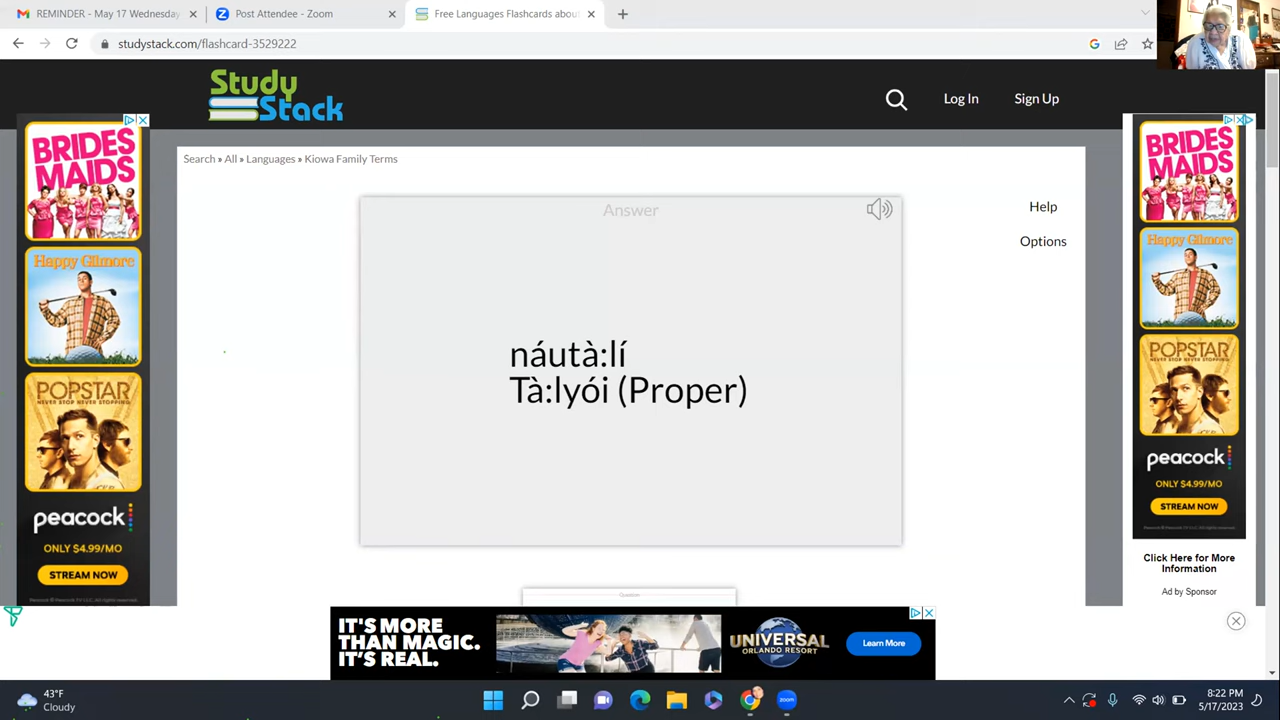 REMINDER - May 17 Wednesday
Post Attendee - Zoom
Free Languages Flashcards about
studystack.com/flashcard-3529222
Study
Stack
Log In
Sign Up
Search » All » Languages » Kiowa Family Terms
Answer
Help
Options
náutà:lí
Tà:lyói (Proper)
Question
BRIDES
MAIDS
Happy Gilmore
POPSTAR
NEVER STOP NEVER STOPPING
peacock
ONLY $4.99/MO
STREAM NOW
BRIDES
MAIDS
Happy Gilmore
POPSTAR
NEVER STOP NEVER STOPPING
peacock
ONLY $4.99/MO
STREAM NOW
Click Here for More
Information
Ad by Sponsor
IT'S MORE
THAN MAGIC.
IT'S REAL.
UNIVERSAL
ORLANDO RESORT
Learn More
43°F
Cloudy
8:22 PM
5/17/2023